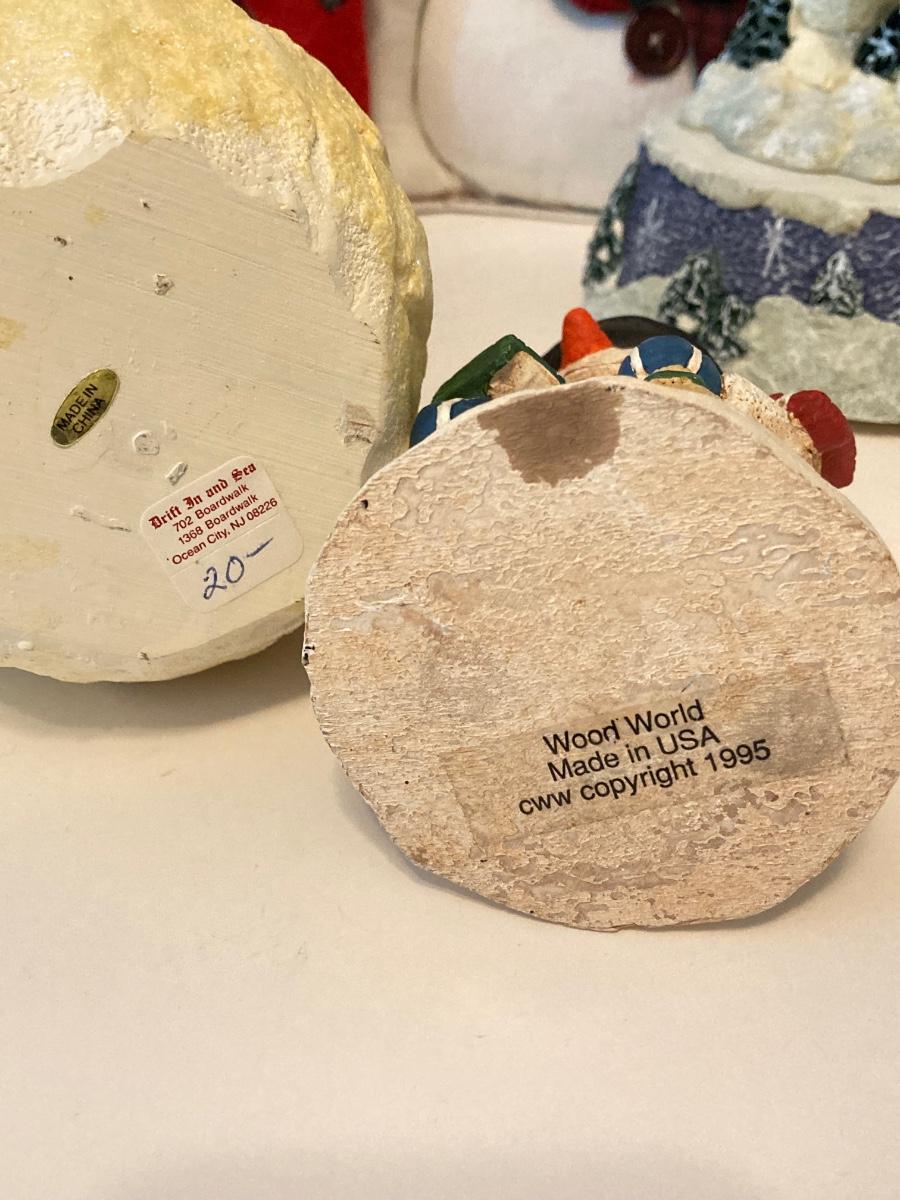 MADE IN
CHINA
Drift In and Sea
702 Boardwalk
1368 Boardwalk
Ocean City, NJ 08226
20-
Wood World
Made in USA
cww copyright 1995